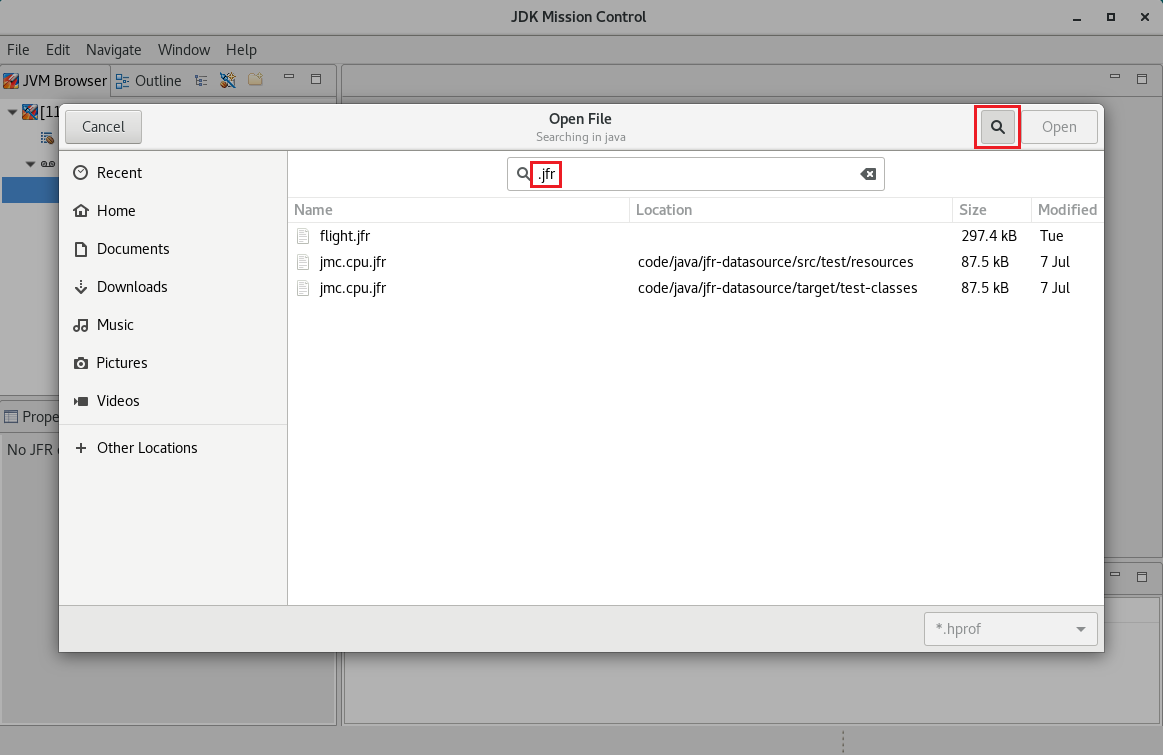 JDK Mission Control
File Edit Navigate Window Help
JVM Browser Outline
[11
Cancel
Open File
Searching in java
Open
.jfr
Recent
Home
Documents
Downloads
Music
Pictures
Videos
Other Locations
Name Location Size Modified
flight.jfr 297.4 kB Tue
jmc.cpu.jfr code/java/jfr-datasource/src/test/resources 87.5 kB 7 Jul
jmc.cpu.jfr code/java/jfr-datasource/target/test-classes 87.5 kB 7 Jul
Prope
No JFR
*.hprof